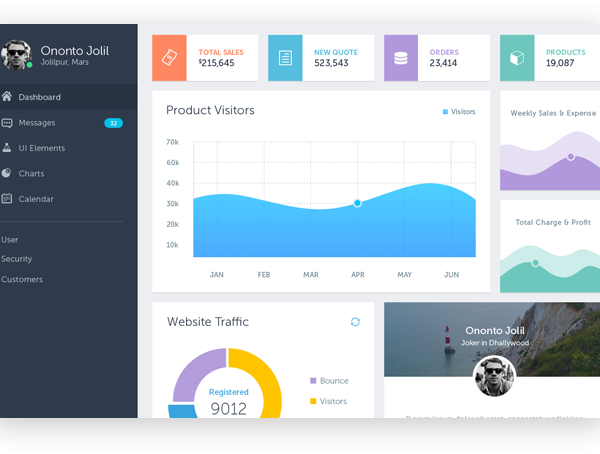 Ononto Jolil
Jolilpur, Mars
Dashboard
Messages
32
UI Elements
Charts
Calendar
User
Security
Customers
TOTAL SALES
$215,645
NEW QUOTE
523,543
ORDERS
23,414
PRODUCTS
19,087
Product Visitors
Visitors
70k
60k
40k
30k
20k
10k
JAN FEB MAR APR MAY JUN
Weekly Sales & Expense
Total Charge & Profit
Website Traffic
Registered
9012
Bounce
Visitors
Ononto Jolil
Joker in Dhallywood